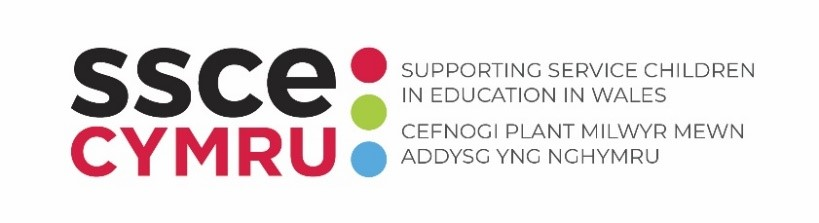 ssce
CYMRU
SUPPORTING SERVICE CHILDREN
IN EDUCATION IN WALES
CEFNOGI PLANT MILWYR MEWN
ADDYSG YNG NGHYMRU